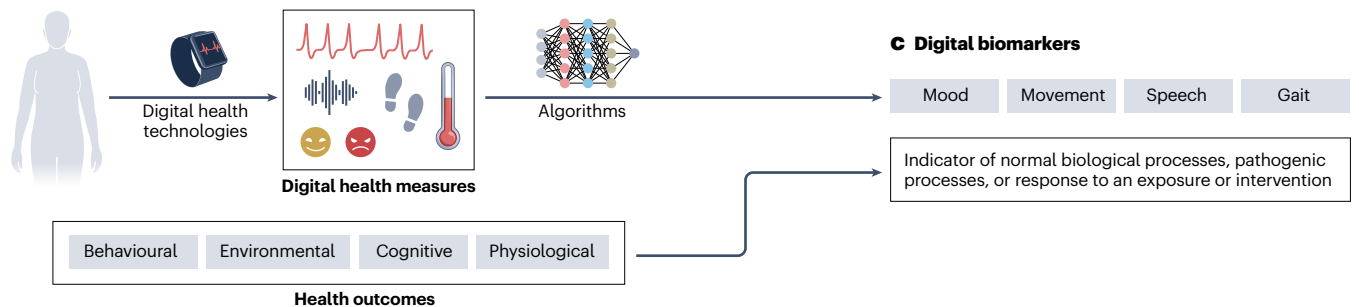 Digital health
technologies
Digital health measures
Algorithms
C Digital biomarkers
Mood
Movement
Speech
Gait
Indicator of normal biological processes, pathogenic
processes, or response to an exposure or intervention
Behavioural
Environmental
Cognitive
Physiological
Health outcomes